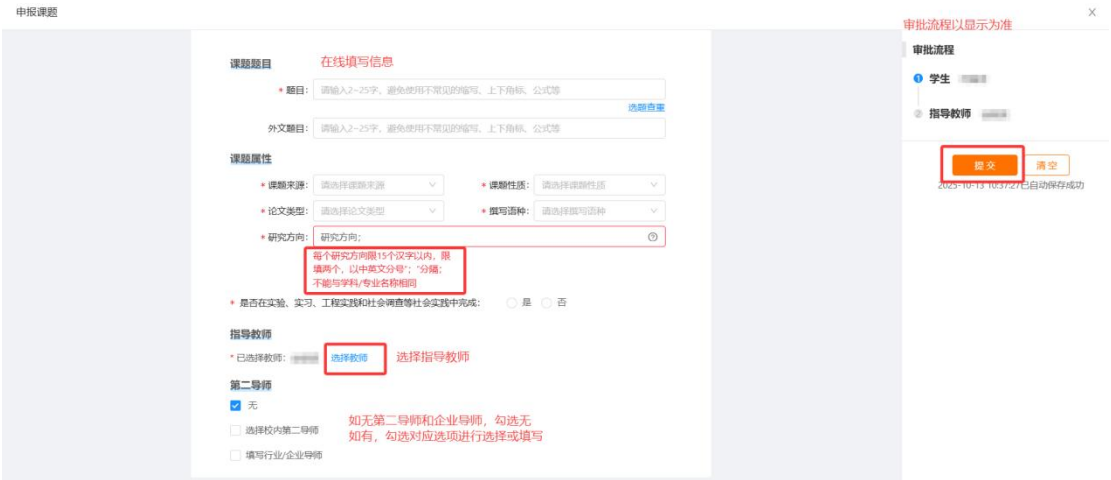 申报课题
X
审批流程以显示为准
课题题目
在线填写信息
* 题目: 请输入2~25字，避免使用不常见的缩写、上下角标、公式等
选题查重
外文题目: 请输入2~25字，避免使用不常见的缩写、上下角标、公式等
课题属性
* 课题来源: 请选择课题来源
* 课题性质: 请选择课题性质
* 论文类型: 请选择论文类型
* 撰写语种: 请选择撰写语种
* 研究方向: 研究方向;
每个研究方向限15个汉字以内，限
填两个，以中英文分号"；"分隔；
不能与学科/专业名称相同
* 是否在实验、实习、工程实践和社会调查等社会实践中完成: 是 否
指导教师
* 已选择教师:
选择教师
选择指导教师
第二导师
无
选择校内第二导师
填写行业/企业导师
如无第二导师和企业导师，勾选无
如有，勾选对应选项进行选择或填写
审批流程
1 学生
2 指导教师
提交
清空
2025-10-13 10:37:27已自动保存成功